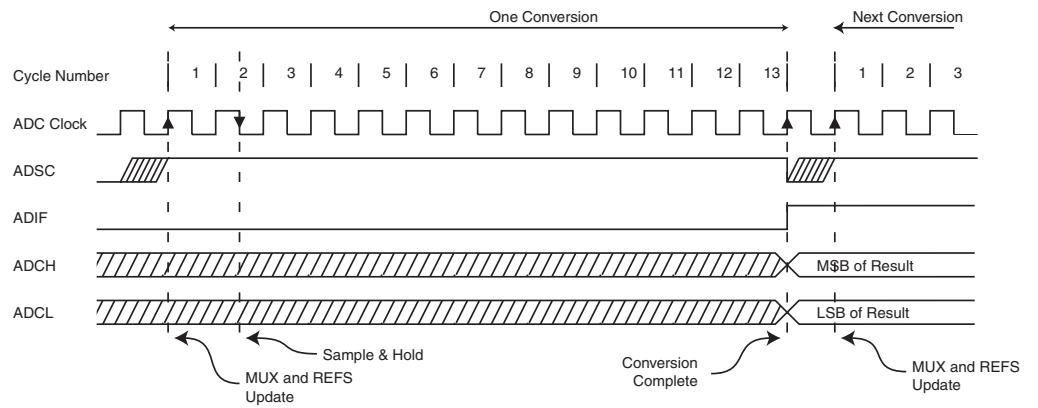 One Conversion
Next Conversion
Cycle Number 1 2 3 4 5 6 7 8 9 10 11 12 13 1 2 3
ADC Clock
ADSC
ADIF
ADCH MSB of Result
ADCL LSB of Result
Sample & Hold
MUX and REFS
Update
Conversion
Complete
MUX and REFS
Update